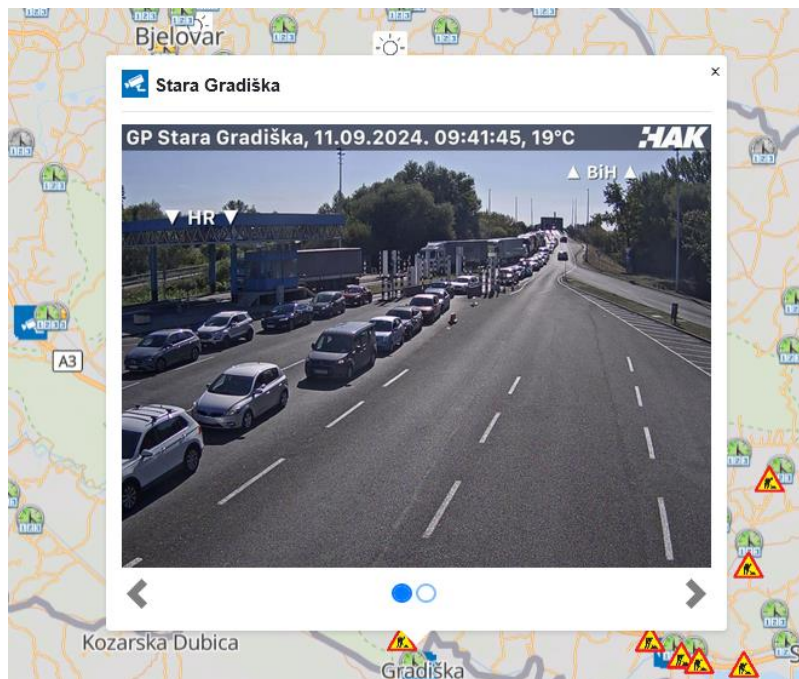 Bjelovar
Stara Gradiška
×
GP Stara Gradiška, 11.09.2024. 09:41:45, 19°C
HAK
▲ BiH ▲
▼ HR ▼
A3
Kozarska Dubica
Gradiška
S